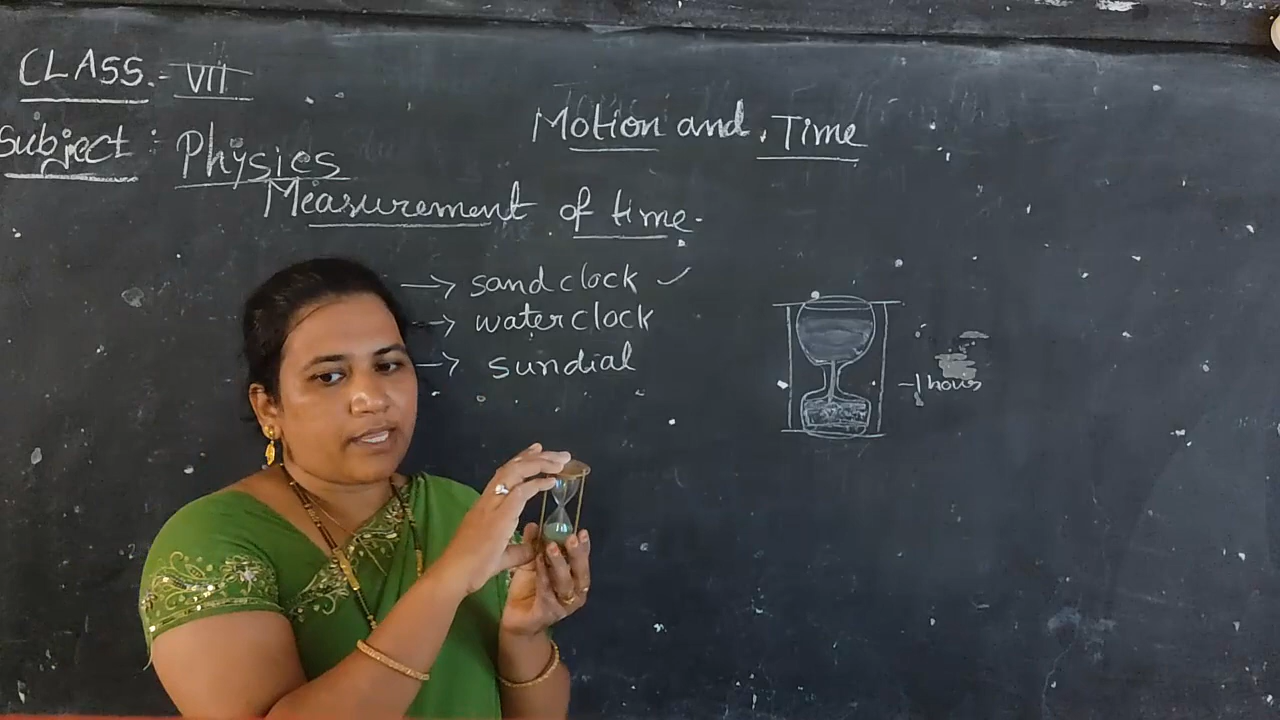 CLASS.- VII
Subject : Physics
Motion and Time
Measurement of time.
→ sand clock ✓
→ water clock
→ sundial
-1 hour